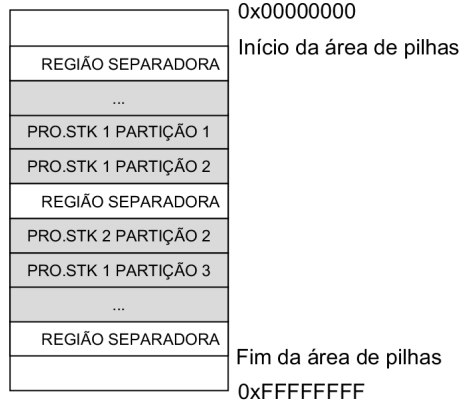 0x00000000
Início da área de pilhas
REGIÃO SEPARADORA
...
PRO.STK 1 PARTIÇÃO 1
PRO.STK 1 PARTIÇÃO 2
REGIÃO SEPARADORA
PRO.STK 2 PARTIÇÃO 2
PRO.STK 1 PARTIÇÃO 3
...
REGIÃO SEPARADORA
Fim da área de pilhas
0xFFFFFFFF